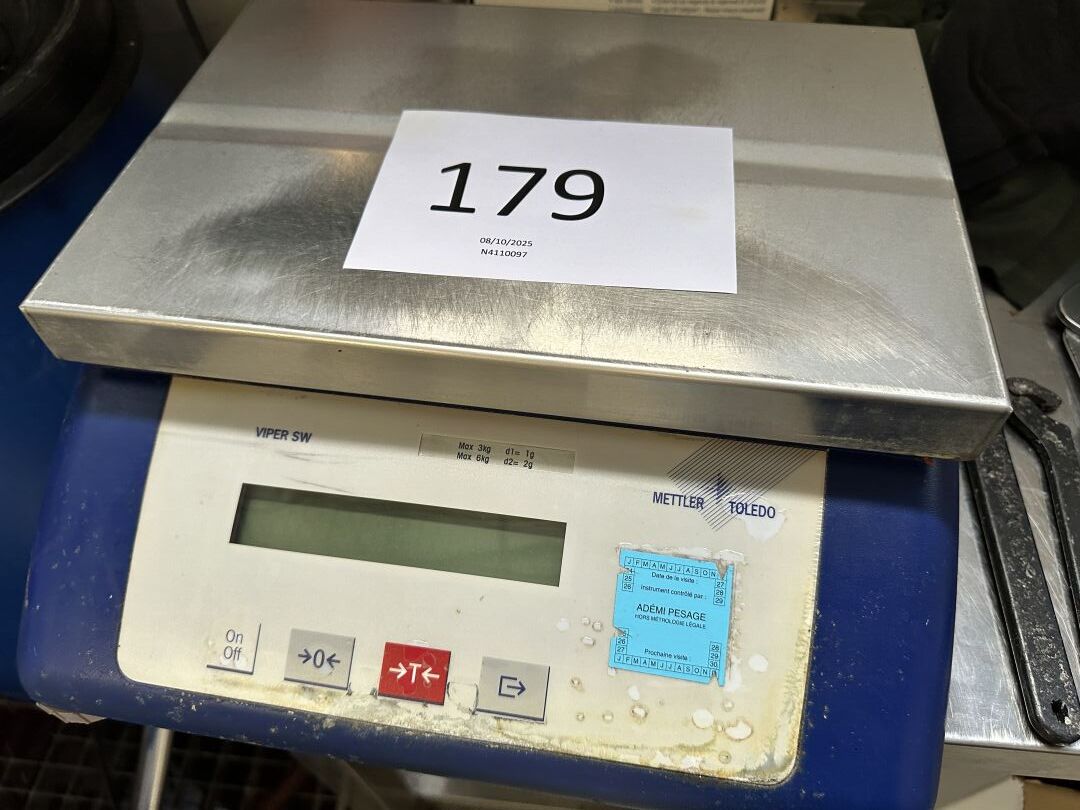 179
08/10/2025
N4110097
VIPER SW
Max 3kg d1= 1g
Max 6kg d2= 2g
METTLER TOLEDO
J F M A M J J A S O N
Date de la visite :
25
26
27
28
29
Instrument contrôlé par :
ADÉMI PESAGE
HORS MÉTROLOGIE LÉGALE
26
27
28
29
30
Prochaine visite :
J F M A M J J A S O N
On
Off
→0←
→T←